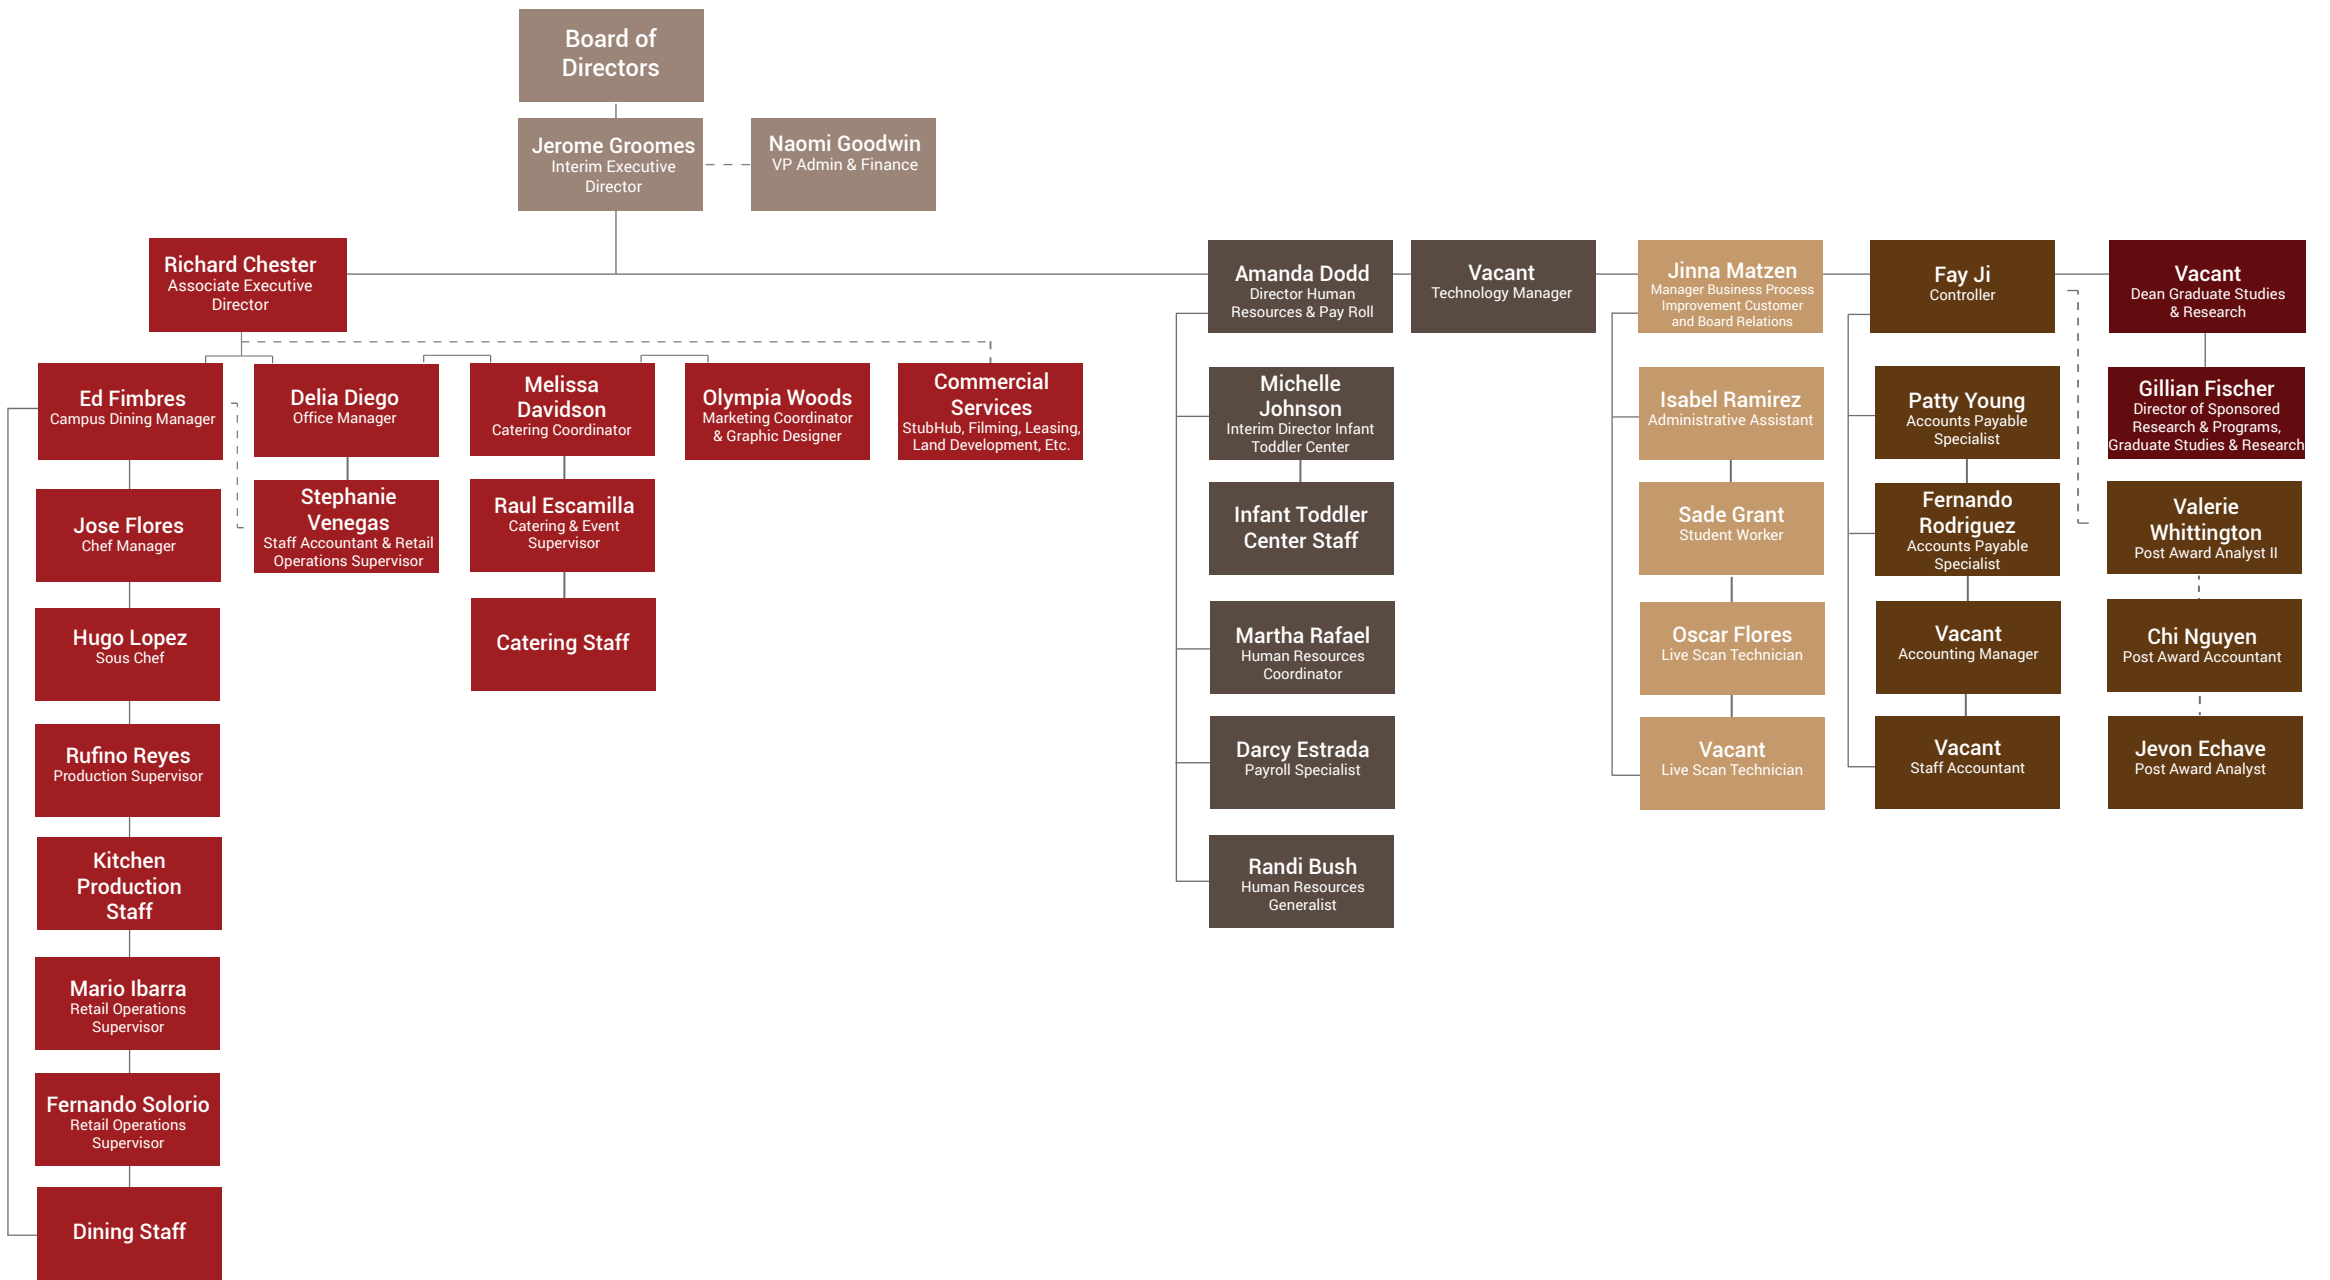 Board of
Directors
Jerome Groomes
Interim Executive
Director
Naomi Goodwin
VP Admin & Finance
Richard Chester
Associate Executive
Director
Amanda Dodd
Director Human
Resources & Pay Roll
Vacant
Technology Manager
Jinna Matzen
Manager Business Process
Improvement Customer
and Board Relations
Fay Ji
Controller
Vacant
Dean Graduate Studies
& Research
Ed Fimbres
Campus Dining Manager
Delia Diego
Office Manager
Melissa
Davidson
Catering Coordinator
Olympia Woods
Marketing Coordinator
& Graphic Designer
Commercial
Services
StubHub, Filming, Leasing,
Land Development, Etc.
Michelle
Johnson
Interim Director Infant
Toddler Center
Isabel Ramirez
Administrative Assistant
Patty Young
Accounts Payable
Specialist
Gillian Fischer
Director of Sponsored
Research & Programs,
Graduate Studies & Research
Jose Flores
Chef Manager
Stephanie
Venegas
Staff Accountant & Retail
Operations Supervisor
Raul Escamilla
Catering & Event
Supervisor
Infant Toddler
Center Staff
Sade Grant
Student Worker
Fernando
Rodriguez
Accounts Payable
Specialist
Valerie
Whittington
Post Award Analyst II
Hugo Lopez
Sous Chef
Catering Staff
Martha Rafael
Human Resources
Coordinator
Oscar Flores
Live Scan Technician
Vacant
Accounting Manager
Chi Nguyen
Post Award Accountant
Rufino Reyes
Production Supervisor
Darcy Estrada
Payroll Specialist
Vacant
Live Scan Technician
Vacant
Staff Accountant
Jevon Echave
Post Award Analyst
Kitchen
Production
Staff
Randi Bush
Human Resources
Generalist
Mario Ibarra
Retail Operations
Supervisor
Fernando Solorio
Retail Operations
Supervisor
Dining Staff